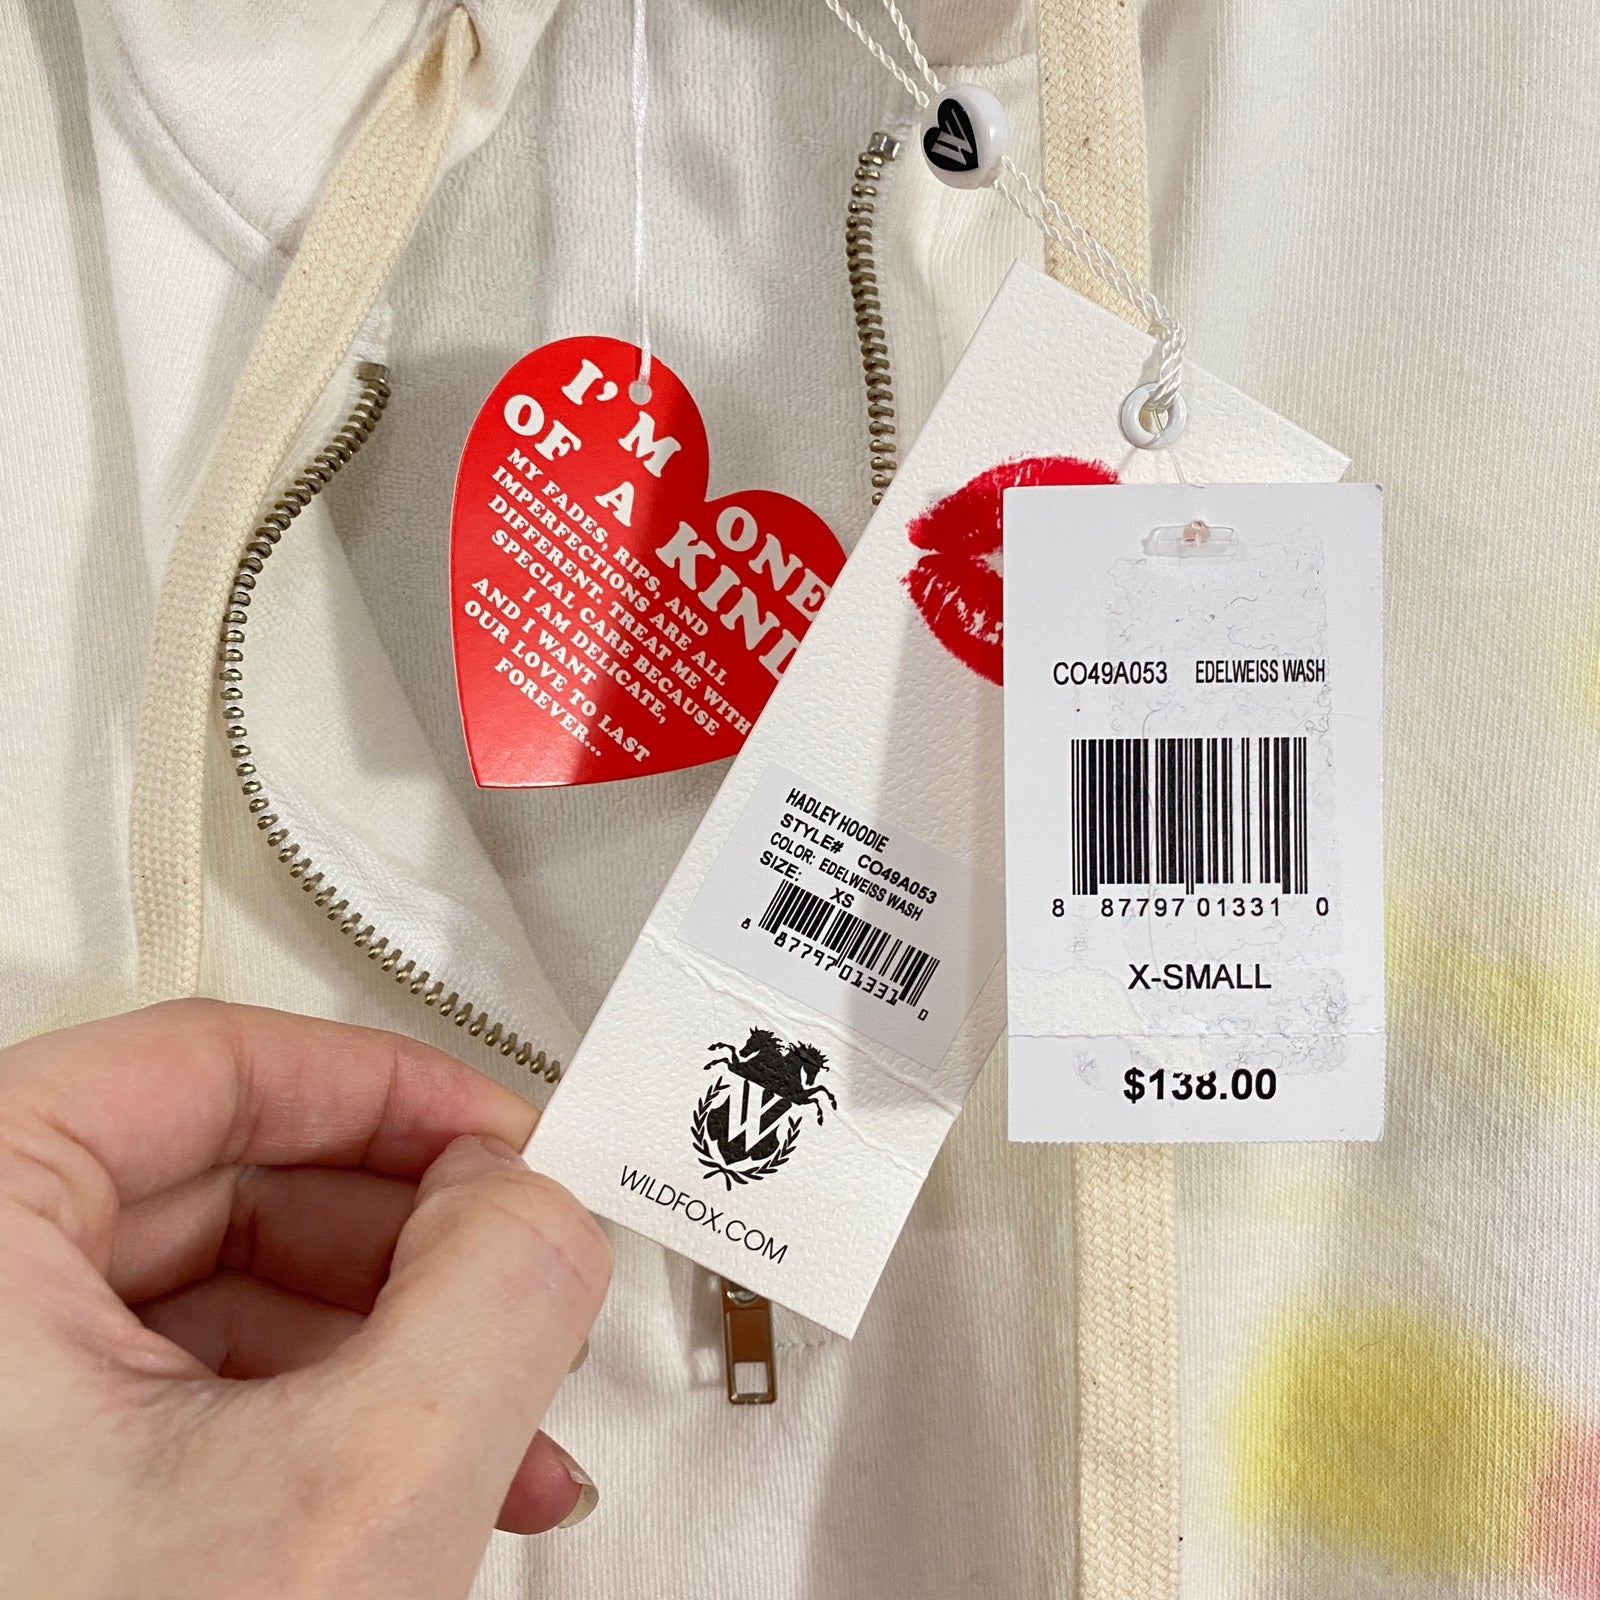 I'M
ONE
OF A KIND
MY FADES, RIPS, AND
IMPERFECTIONS ARE ALL
DIFFERENT. TREAT ME WITH
SPECIAL CARE BECAUSE
I AM DELICATE,
AND I WANT
OUR LOVE TO LAST
FOREVER...
W
HADLEY HOODIE
STYLE# CO49A053
COLOR: EDELWEISS WASH
SIZE: XS
8 87797 01331 0
W
WILDFOX.COM
CO49A053 EDELWEISS WASH
8 87797 01331 0
X-SMALL
$138.00